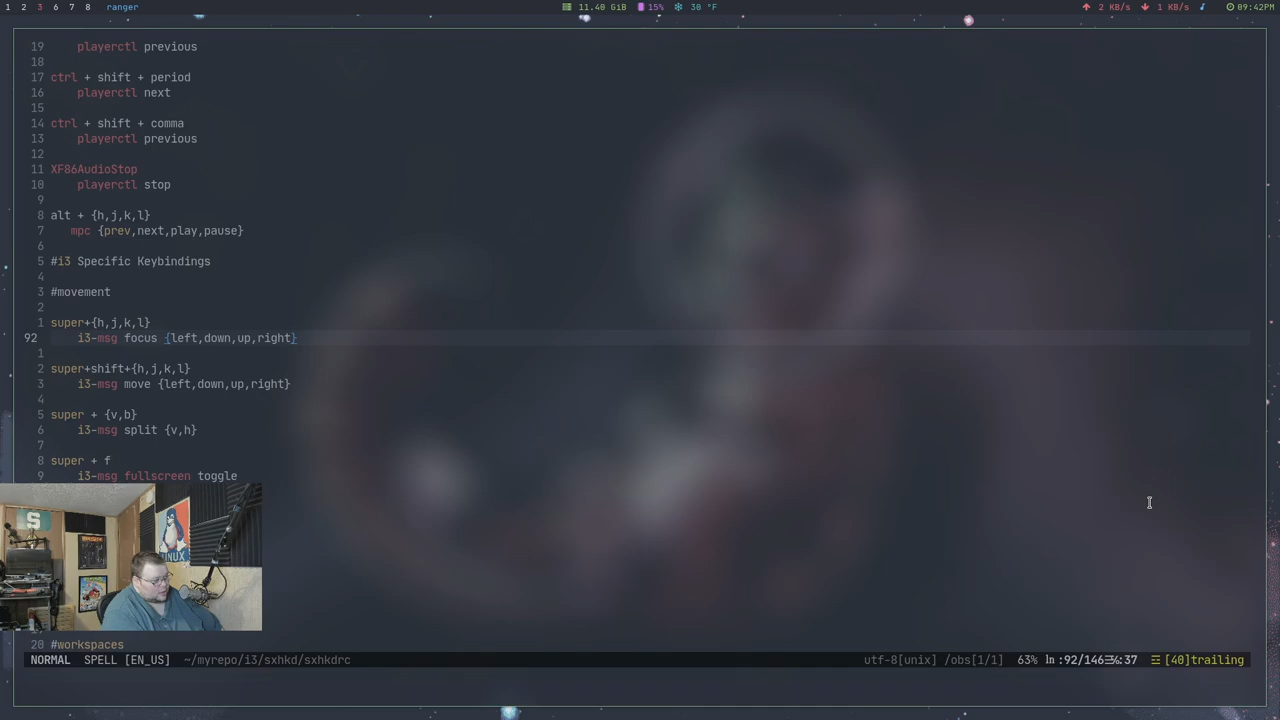 1 2 3 6 7 8 ranger 11.40 GiB 15% 30 °F 2 KB/s 1 KB/s 09:42PM
19 playerctl previous
18
17 ctrl + shift + period
16 playerctl next
15
14 ctrl + shift + comma
13 playerctl previous
12
11 XF86AudioStop
10 playerctl stop
9
8 alt + {h,j,k,l}
7 mpc {prev,next,play,pause}
6
5 #i3 Specific Keybindings
4
3 #movement
2
1 super+{h,j,k,l}
92 i3-msg focus {left,down,up,right}
1
2 super+shift+{h,j,k,l}
3 i3-msg move {left,down,up,right}
4
5 super + {v,b}
6 i3-msg split {v,h}
7
8 super + f
9 i3-msg fullscreen toggle
S
LINUX
20 #workspaces
NORMAL SPELL [EN_US] ~/myrepo/i3/sxhkd/sxhkdrc utf-8[unix] /obs[1/1] 63% ln :92/146 :37 [40]trailing